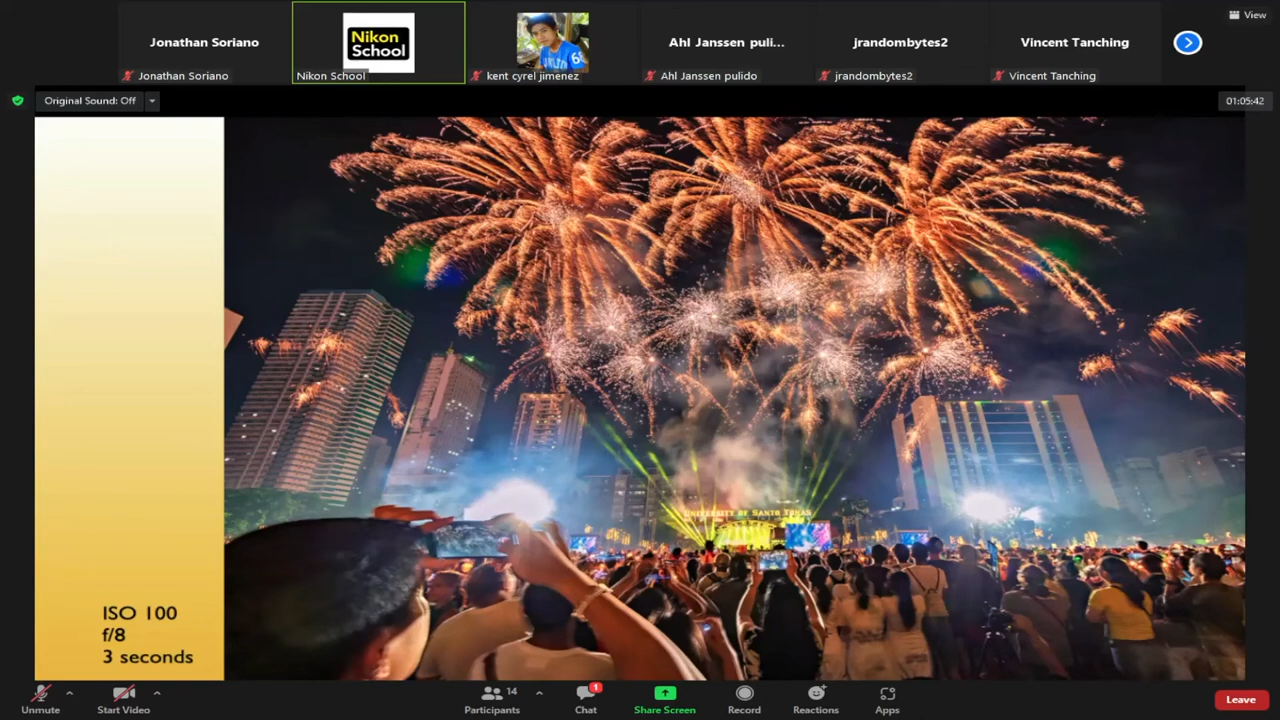 View
Jonathan Soriano
Nikon
School
Ahl Janssen puli...
jrandombytes2
Vincent Tanching
Jonathan Soriano
Nikon School
kent cyrel jimenez
Ahl Janssen pulido
jrandombytes2
Vincent Tanching
Original Sound: Off
01:05:42
UNIVERSITY OF SANTO TOMAS
ISO 100
f/8
3 seconds
Unmute
Start Video
14
Participants
1
Chat
Share Screen
Record
Reactions
Apps
Leave